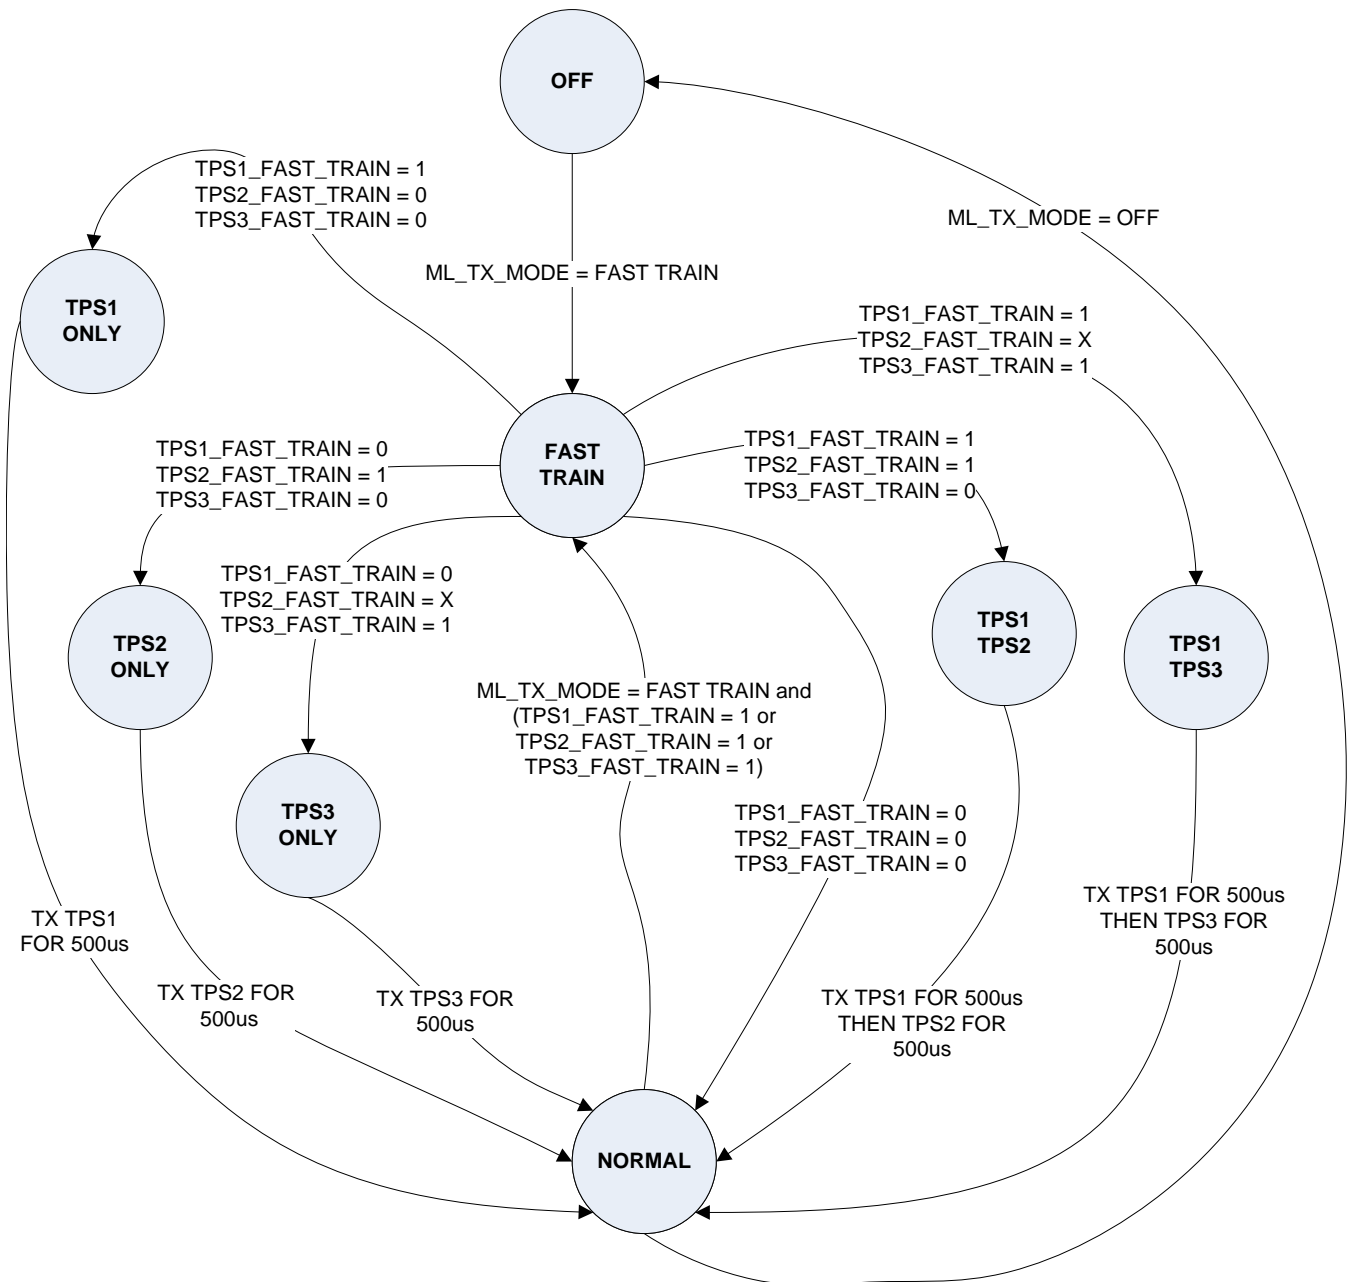 OFF
TPS1_FAST_TRAIN = 1
TPS2_FAST_TRAIN = 0
TPS3_FAST_TRAIN = 0
ML_TX_MODE = OFF
ML_TX_MODE = FAST TRAIN
TPS1
ONLY
TPS1_FAST_TRAIN = 1
TPS2_FAST_TRAIN = X
TPS3_FAST_TRAIN = 1
FAST
TRAIN
TPS1_FAST_TRAIN = 0
TPS2_FAST_TRAIN = 1
TPS3_FAST_TRAIN = 0
TPS1_FAST_TRAIN = 1
TPS2_FAST_TRAIN = 1
TPS3_FAST_TRAIN = 0
TPS1_FAST_TRAIN = 0
TPS2_FAST_TRAIN = X
TPS3_FAST_TRAIN = 1
TPS2
ONLY
TPS1
TPS2
TPS1
TPS3
ML_TX_MODE = FAST TRAIN and
(TPS1_FAST_TRAIN = 1 or
TPS2_FAST_TRAIN = 1 or
TPS3_FAST_TRAIN = 1)
TPS3
ONLY
TPS1_FAST_TRAIN = 0
TPS2_FAST_TRAIN = 0
TPS3_FAST_TRAIN = 0
TX TPS1
FOR 500us
TX TPS2 FOR
500us
TX TPS3 FOR
500us
TX TPS1 FOR 500us
THEN TPS2 FOR
500us
TX TPS1 FOR 500us
THEN TPS3 FOR
500us
NORMAL